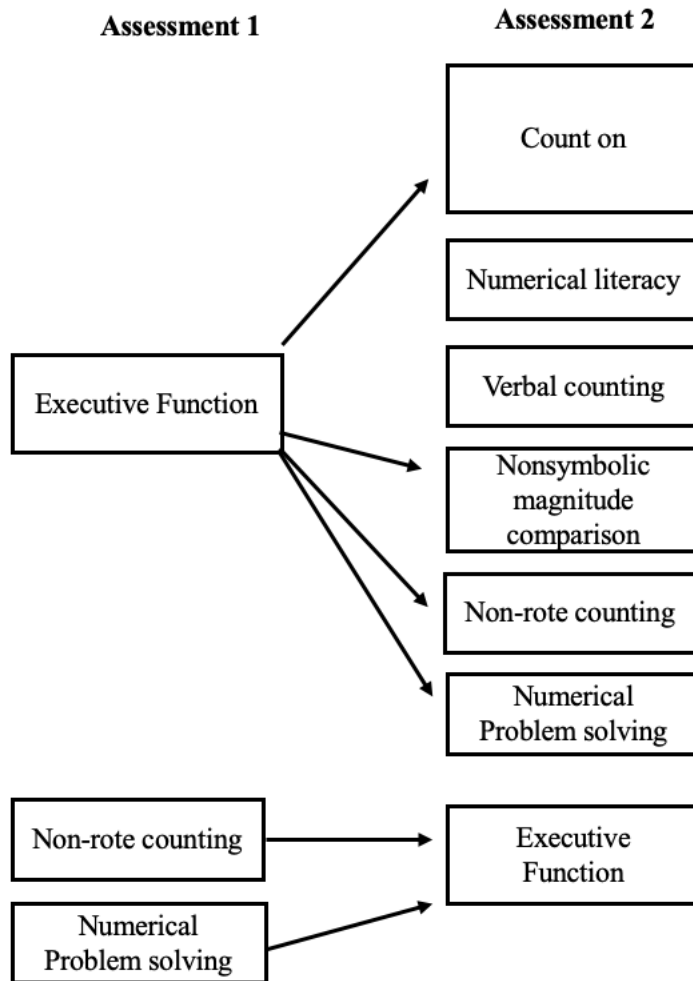 Assessment 1
Assessment 2
Count on
Numerical literacy
Executive Function
Verbal counting
Nonsymbolic
magnitude
comparison
Non-rote counting
Numerical
Problem solving
Non-rote counting
Executive
Function
Numerical
Problem solving